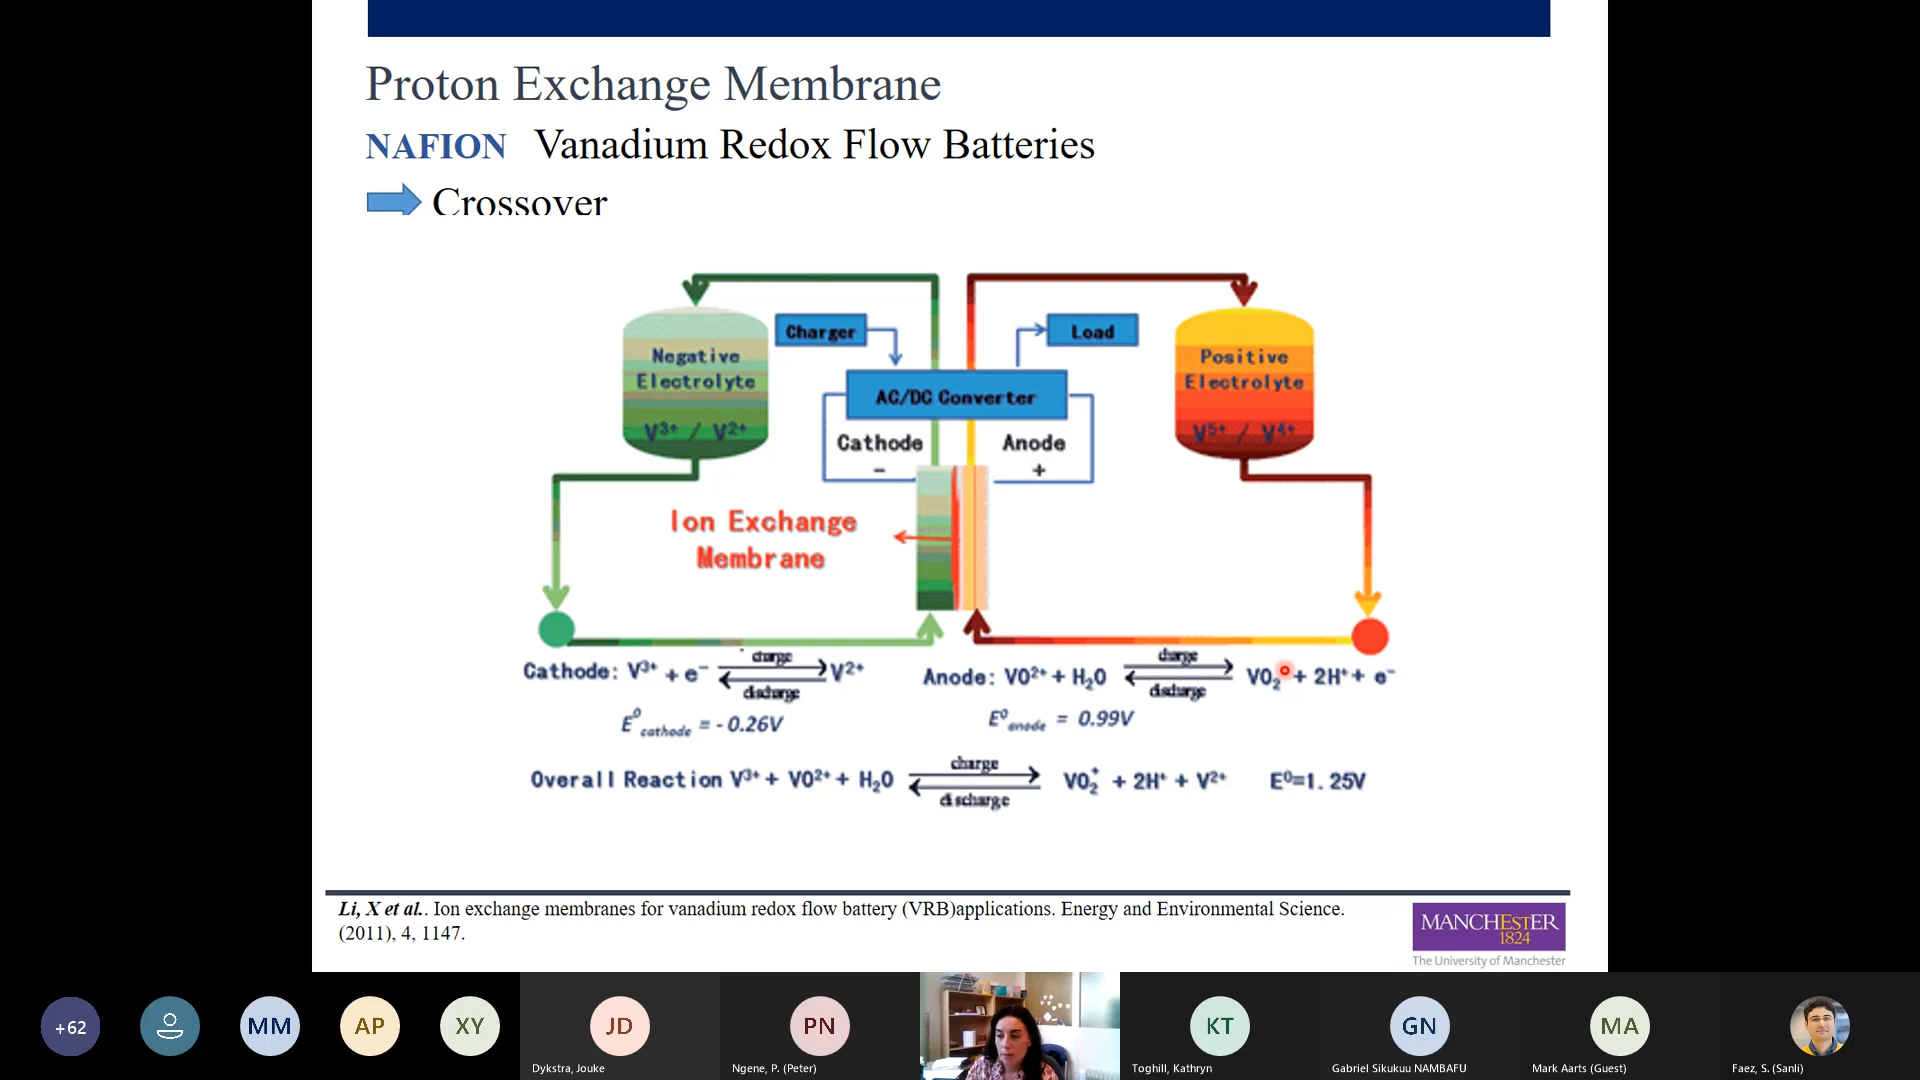 Proton Exchange Membrane
NAFION Vanadium Redox Flow Batteries
Crossover
Negative
Electrolyte
V³⁺ / V²⁺
Charger
Load
AC/DC Converter
Cathode
−
Anode
+
Positive
Electrolyte
V⁵⁺ / V⁴⁺
Ion Exchange
Membrane
Cathode: V³⁺ + e⁻ charge discharge V²⁺
Anode: VO²⁺ + H₂O charge discharge VO₂ + 2H⁺ + e⁻
E⁰cathode = - 0.26V
E⁰anode = 0.99V
Overall Reaction V³⁺ + VO²⁺ + H₂O charge discharge VO₂⁺ + 2H⁺ + V²⁺ E⁰=1.25V
Li, X et al.. Ion exchange membranes for vanadium redox flow battery (VRB)applications. Energy and Environmental Science.
(2011), 4, 1147.
MANCHESTER
1824
The University of Manchester
+62
MM
AP
XY
JD
Dykstra, Jouke
PN
Ngene, P. (Peter)
KT
Toghill, Kathryn
GN
Gabriel Sikukuu NAMBAFU
MA
Mark Aarts (Guest)
Faez, S. (Sanli)